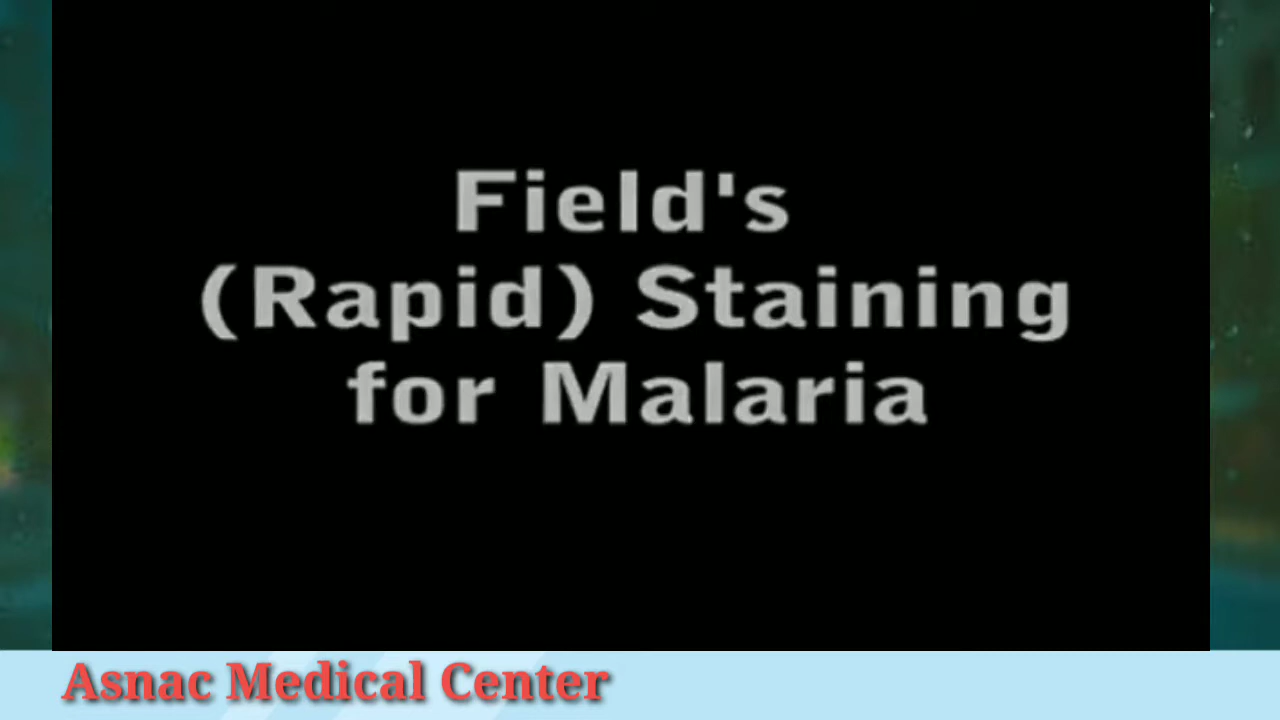 Field's
(Rapid) Staining
for Malaria
Asnac Medical Center